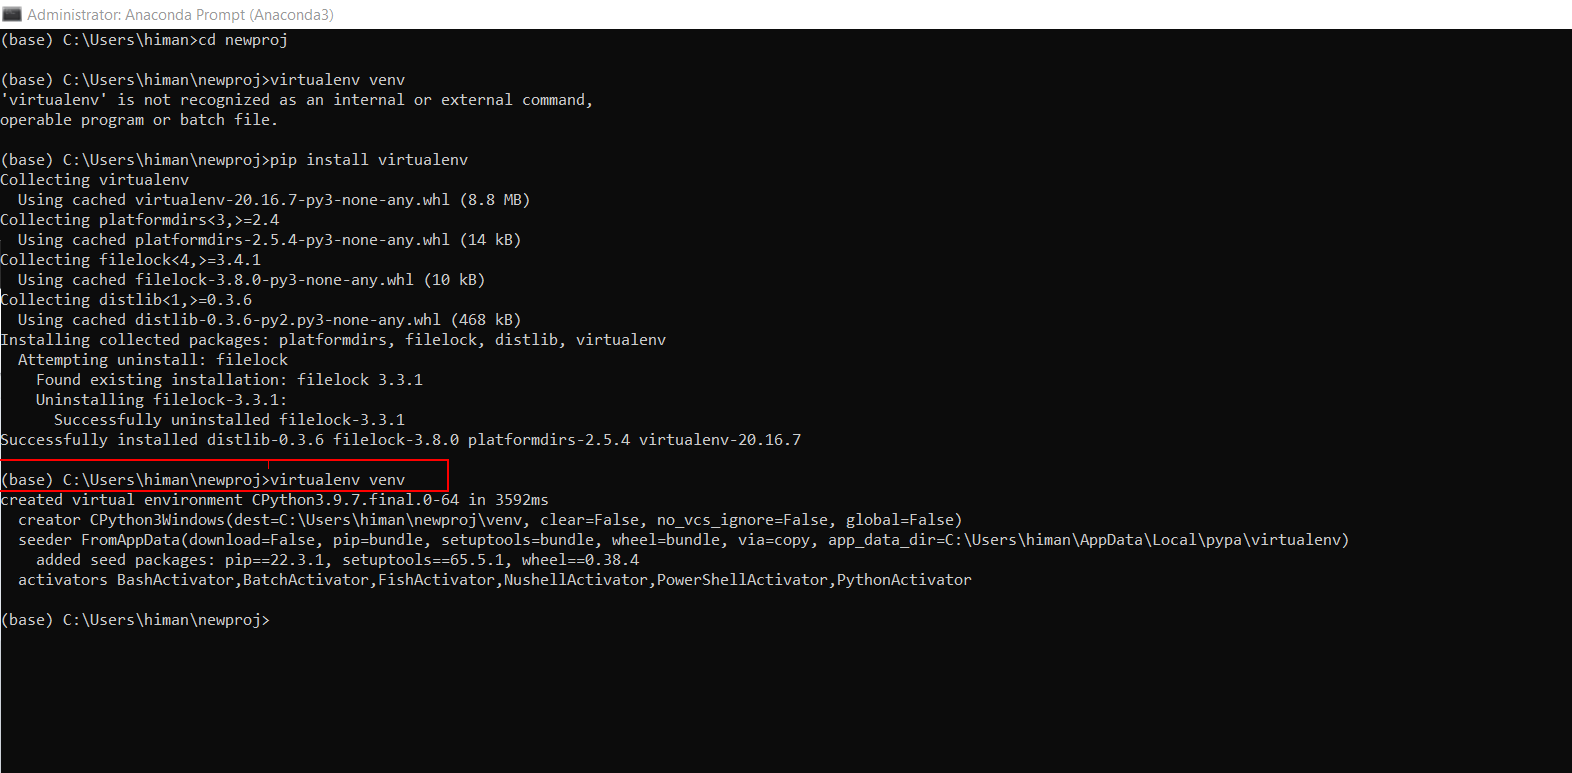 Administrator: Anaconda Prompt (Anaconda3)
(base) C:\Users\himan>cd newproj
(base) C:\Users\himan\newproj>virtualenv venv
'virtualenv' is not recognized as an internal or external command,
operable program or batch file.
(base) C:\Users\himan\newproj>pip install virtualenv
Collecting virtualenv
  Using cached virtualenv-20.16.7-py3-none-any.whl (8.8 MB)
Collecting platformdirs<3,>=2.4
  Using cached platformdirs-2.5.4-py3-none-any.whl (14 kB)
Collecting filelock<4,>=3.4.1
  Using cached filelock-3.8.0-py3-none-any.whl (10 kB)
Collecting distlib<1,>=0.3.6
  Using cached distlib-0.3.6-py2.py3-none-any.whl (468 kB)
Installing collected packages: platformdirs, filelock, distlib, virtualenv
  Attempting uninstall: filelock
    Found existing installation: filelock 3.3.1
    Uninstalling filelock-3.3.1:
      Successfully uninstalled filelock-3.3.1
Successfully installed distlib-0.3.6 filelock-3.8.0 platformdirs-2.5.4 virtualenv-20.16.7
(base) C:\Users\himan\newproj>virtualenv venv
created virtual environment CPython3.9.7.final.0-64 in 3592ms
  creator CPython3Windows(dest=C:\Users\himan\newproj\venv, clear=False, no_vcs_ignore=False, global=False)
  seeder FromAppData(download=False, pip=bundle, setuptools=bundle, wheel=bundle, via=copy, app_data_dir=C:\Users\himan\AppData\Local\pypa\virtualenv)
    added seed packages: pip==22.3.1, setuptools==65.5.1, wheel==0.38.4
  activators BashActivator,BatchActivator,FishActivator,NushellActivator,PowerShellActivator,PythonActivator
(base) C:\Users\himan\newproj>